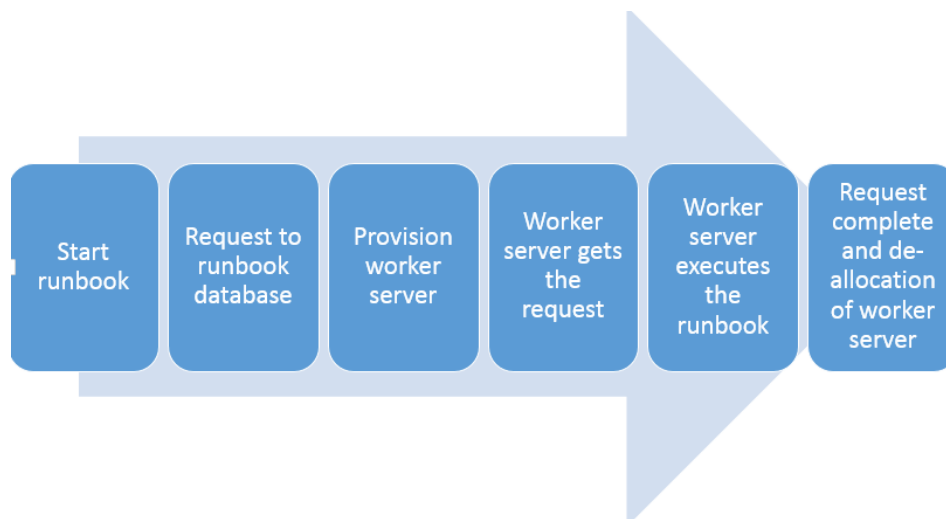 Start
runbook
Request to
runbook
database
Provision
worker
server
Worker
server gets
the
request
Worker
server
executes
the
runbook
Request
complete
and de-
allocation
of worker
server